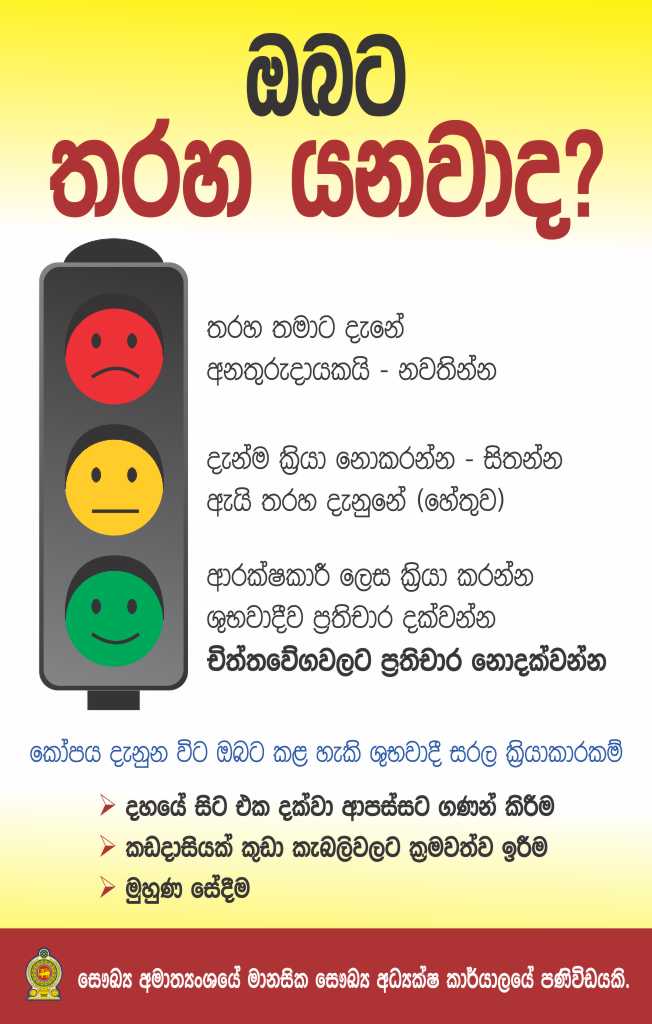 ඔබට
තරහ යනවාද?
තරහ තමාට දැනේ
අනතුරුදායකයි - නවතින්න
දැන්ම ක්‍රියා නොකරන්න - සිතන්න
ඇයි තරහ දැනුනේ (හේතුව)
ආරක්ෂකාරී ලෙස ක්‍රියා කරන්න
ශුභවාදීව ප්‍රතිචාර දක්වන්න
චිත්තවේගවලට ප්‍රතිචාර නොදක්වන්න
කෝපය දැනුන විට ඔබට කළ හැකි ශුභවාදී සරල ක්‍රියාකාරකම්
➢ දහයේ සිට එක දක්වා ආපස්සට ගණන් කිරීම
➢ කඩදාසියක් කුඩා කැබලිවලට ක්‍රමවත්ව ඉරීම
➢ මුහුණ සේදීම
සෞඛ්‍ය අමාත්‍යංශයේ මානසික සෞඛ්‍ය අධ්‍යක්ෂ කාර්යාලයේ පණිවිඩයකි.